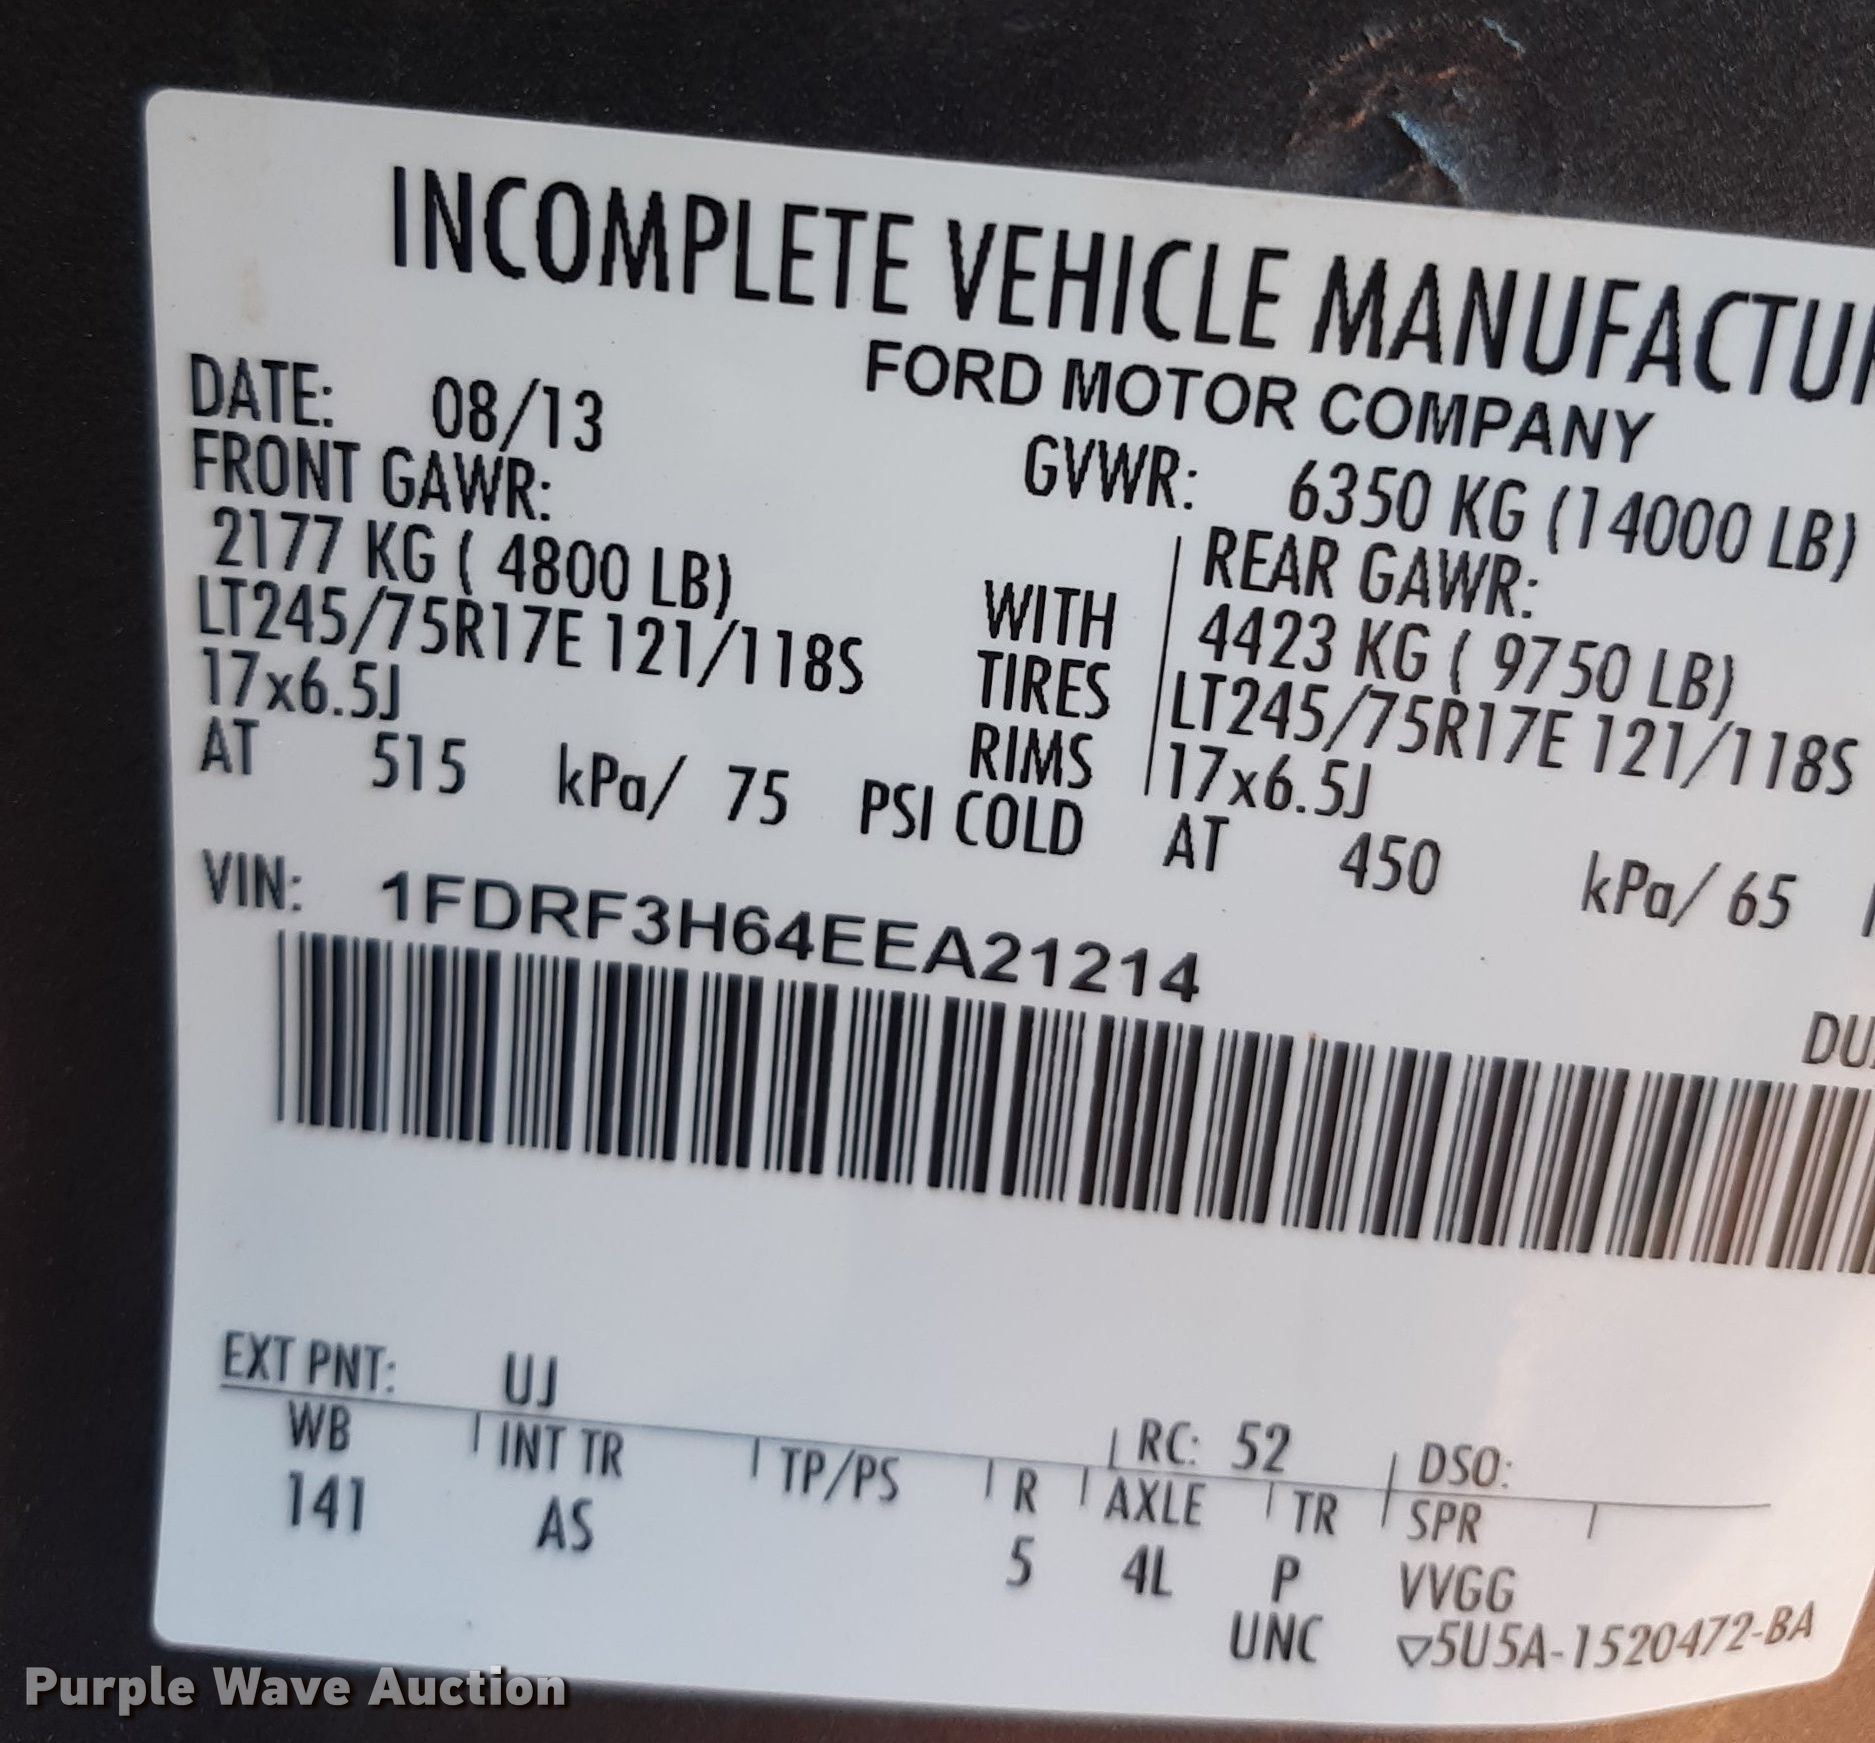 INCOMPLETE VEHICLE MANUFACTU
FORD MOTOR COMPANY
DATE: 08/13
GVWR: 6350 KG (14000 LB)
FRONT GAWR:
REAR GAWR:
2177 KG ( 4800 LB)
WITH
4423 KG ( 9750 LB)
LT245/75R17E 121/118S
TIRES
LT245/75R17E 121/118S
17x6.5J
RIMS
17x6.5J
AT 515 kPa/ 75 PSI COLD
AT 450 kPa/ 65
VIN: 1FDRF3H64EEA21214
DU
EXT PNT: UJ
RC: 52
DSO:
WB INT TR TP/PS R AXLE TR SPR
141 AS 5 4L P VVGG
UNC ▽5U5A-1520472-BA
Purple Wave Auction